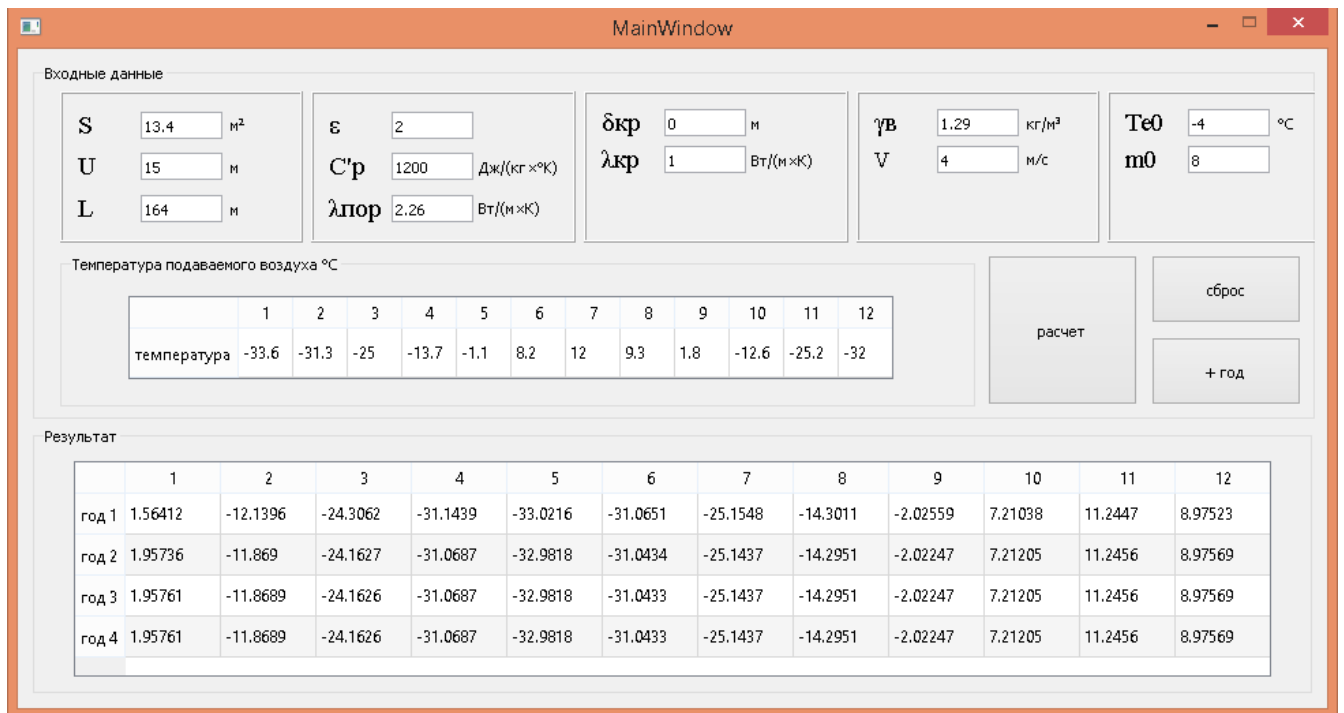 MainWindow
Входные данные
S 13.4 м² ε 2 δкр 0 м γв 1.29 кг/м³ Te0 -4 °C
U 15 м C'p 1200 Дж/(кг×°K) λкр 1 Вт/(м×K) V 4 м/с m0 8
L 164 м λпор 2.26 Вт/(м×K)
Температура подаваемого воздуха °C
1 2 3 4 5 6 7 8 9 10 11 12
температура -33.6 -31.3 -25 -13.7 -1.1 8.2 12 9.3 1.8 -12.6 -25.2 -32
расчет
сброс
+ год
Результат
1 2 3 4 5 6 7 8 9 10 11 12
год 1 1.56412 -12.1396 -24.3062 -31.1439 -33.0216 -31.0651 -25.1548 -14.3011 -2.02559 7.21038 11.2447 8.97523
год 2 1.95736 -11.869 -24.1627 -31.0687 -32.9818 -31.0434 -25.1437 -14.2951 -2.02247 7.21205 11.2456 8.97569
год 3 1.95761 -11.8689 -24.1626 -31.0687 -32.9818 -31.0433 -25.1437 -14.2951 -2.02247 7.21205 11.2456 8.97569
год 4 1.95761 -11.8689 -24.1626 -31.0687 -32.9818 -31.0433 -25.1437 -14.2951 -2.02247 7.21205 11.2456 8.97569